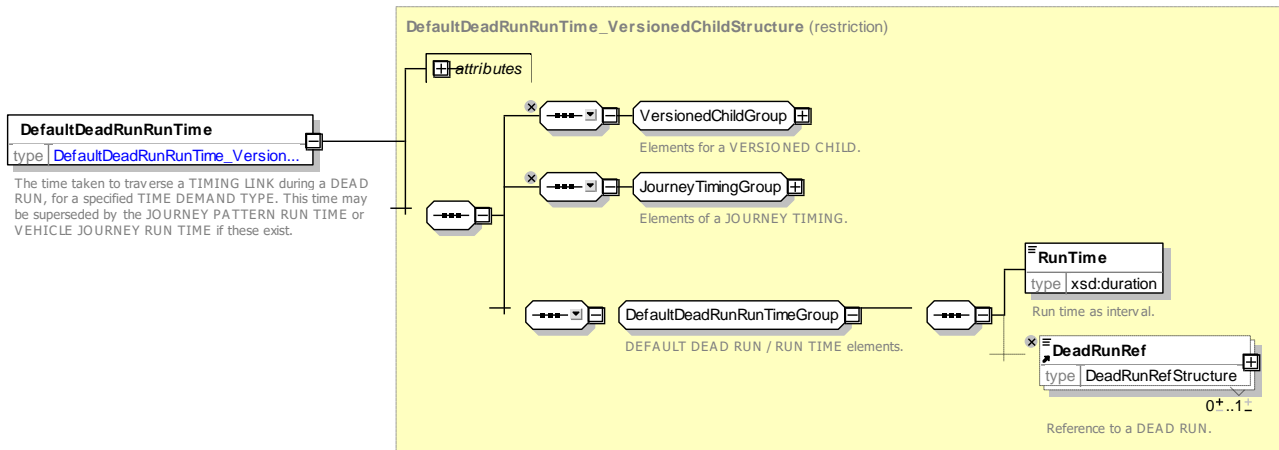 DefaultDeadRunRunTime_VersionedChildStructure (restriction)
attributes
DefaultDeadRunRunTime
type DefaultDeadRunRunTime_Version...
The time taken to traverse a TIMING LINK during a DEAD
RUN, for a specified TIME DEMAND TYPE. This time may
be superseded by the JOURNEY PATTERN RUN TIME or
VEHICLE JOURNEY RUN TIME if these exist.
VersionedChildGroup
Elements for a VERSIONED CHILD.
JourneyTimingGroup
Elements of a JOURNEY TIMING.
DefaultDeadRunRunTimeGroup
DEFAULT DEAD RUN / RUN TIME elements.
RunTime
type xsd:duration
Run time as interval.
DeadRunRef
type DeadRunRefStructure
0±..1±
Reference to a DEAD RUN.